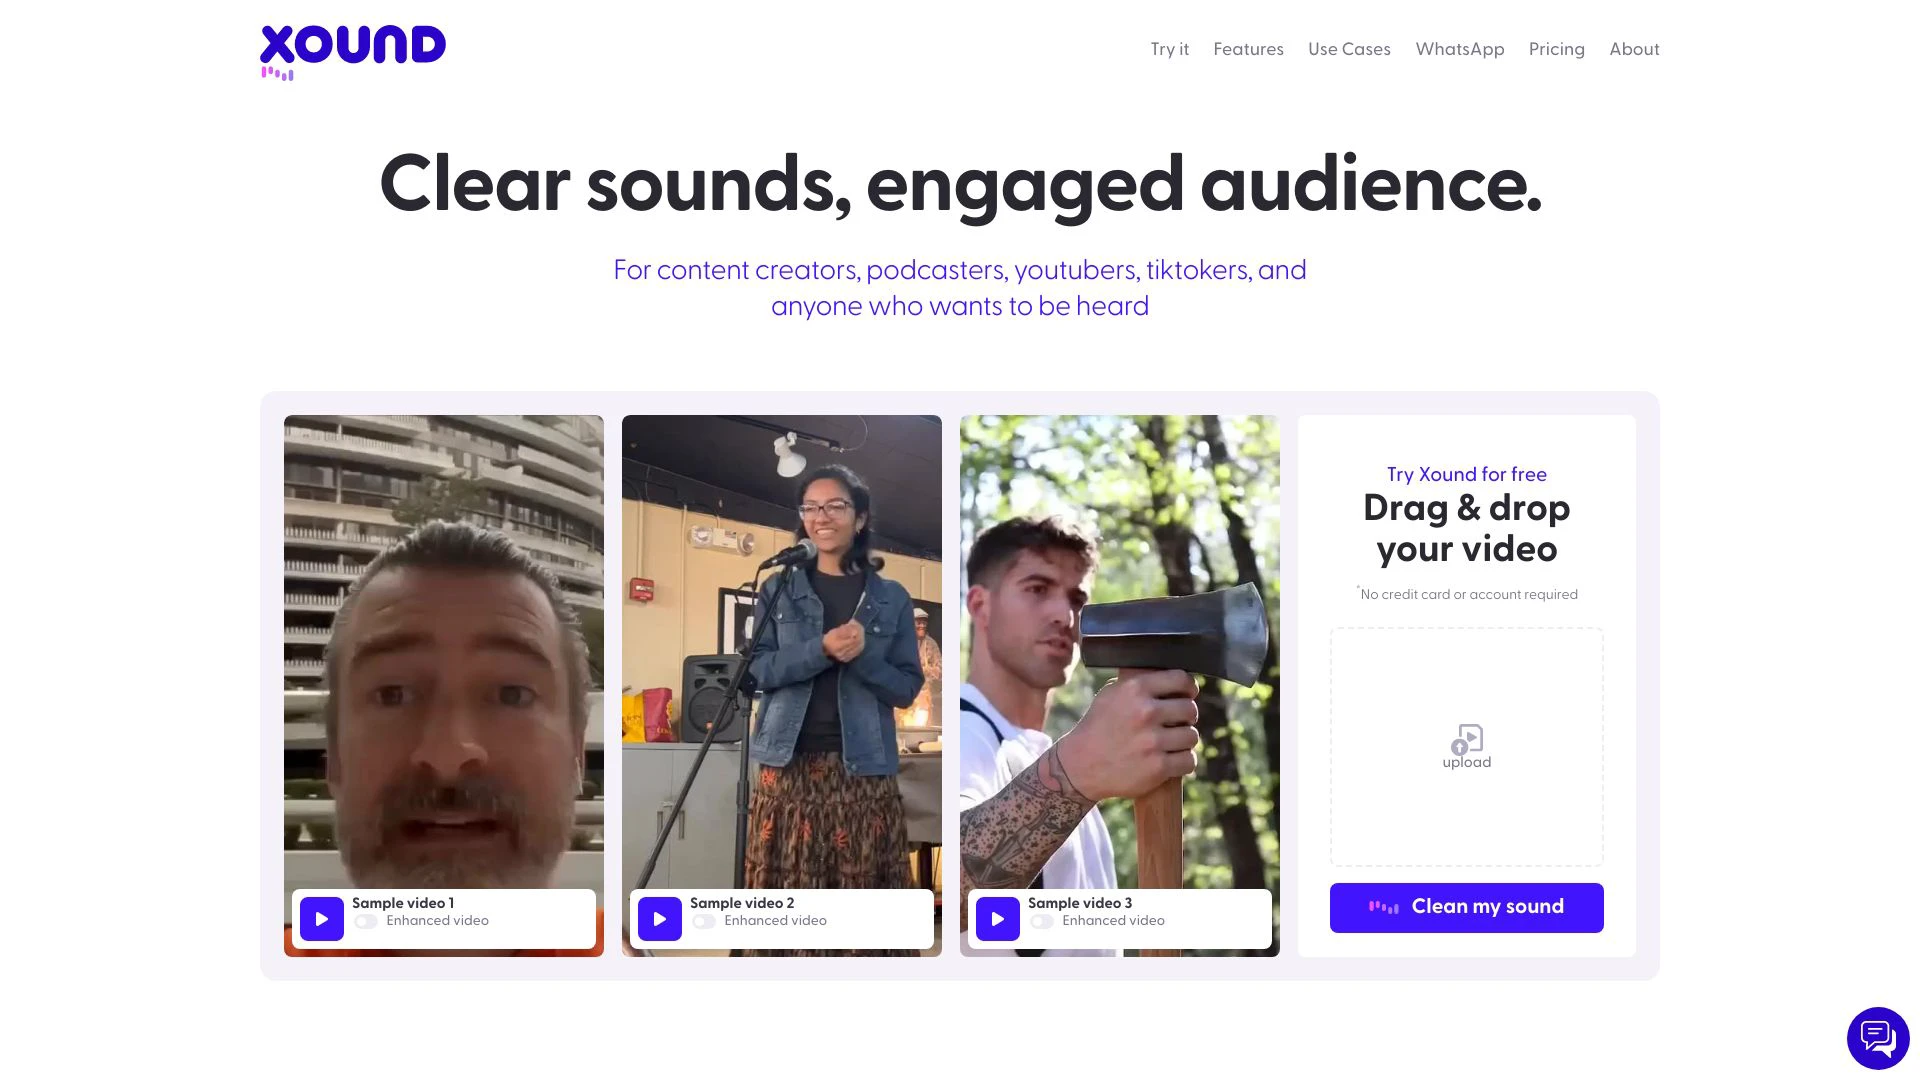 XOUND
Try it
Features
Use Cases
WhatsApp
Pricing
About
Clear sounds, engaged audience.
For content creators, podcasters, youtubers, tiktokers, and
anyone who wants to be heard
Sample video 1
Enhanced video
Sample video 2
Enhanced video
Sample video 3
Enhanced video
Try Xound for free
Drag & drop
your video
*No credit card or account required
upload
Clean my sound